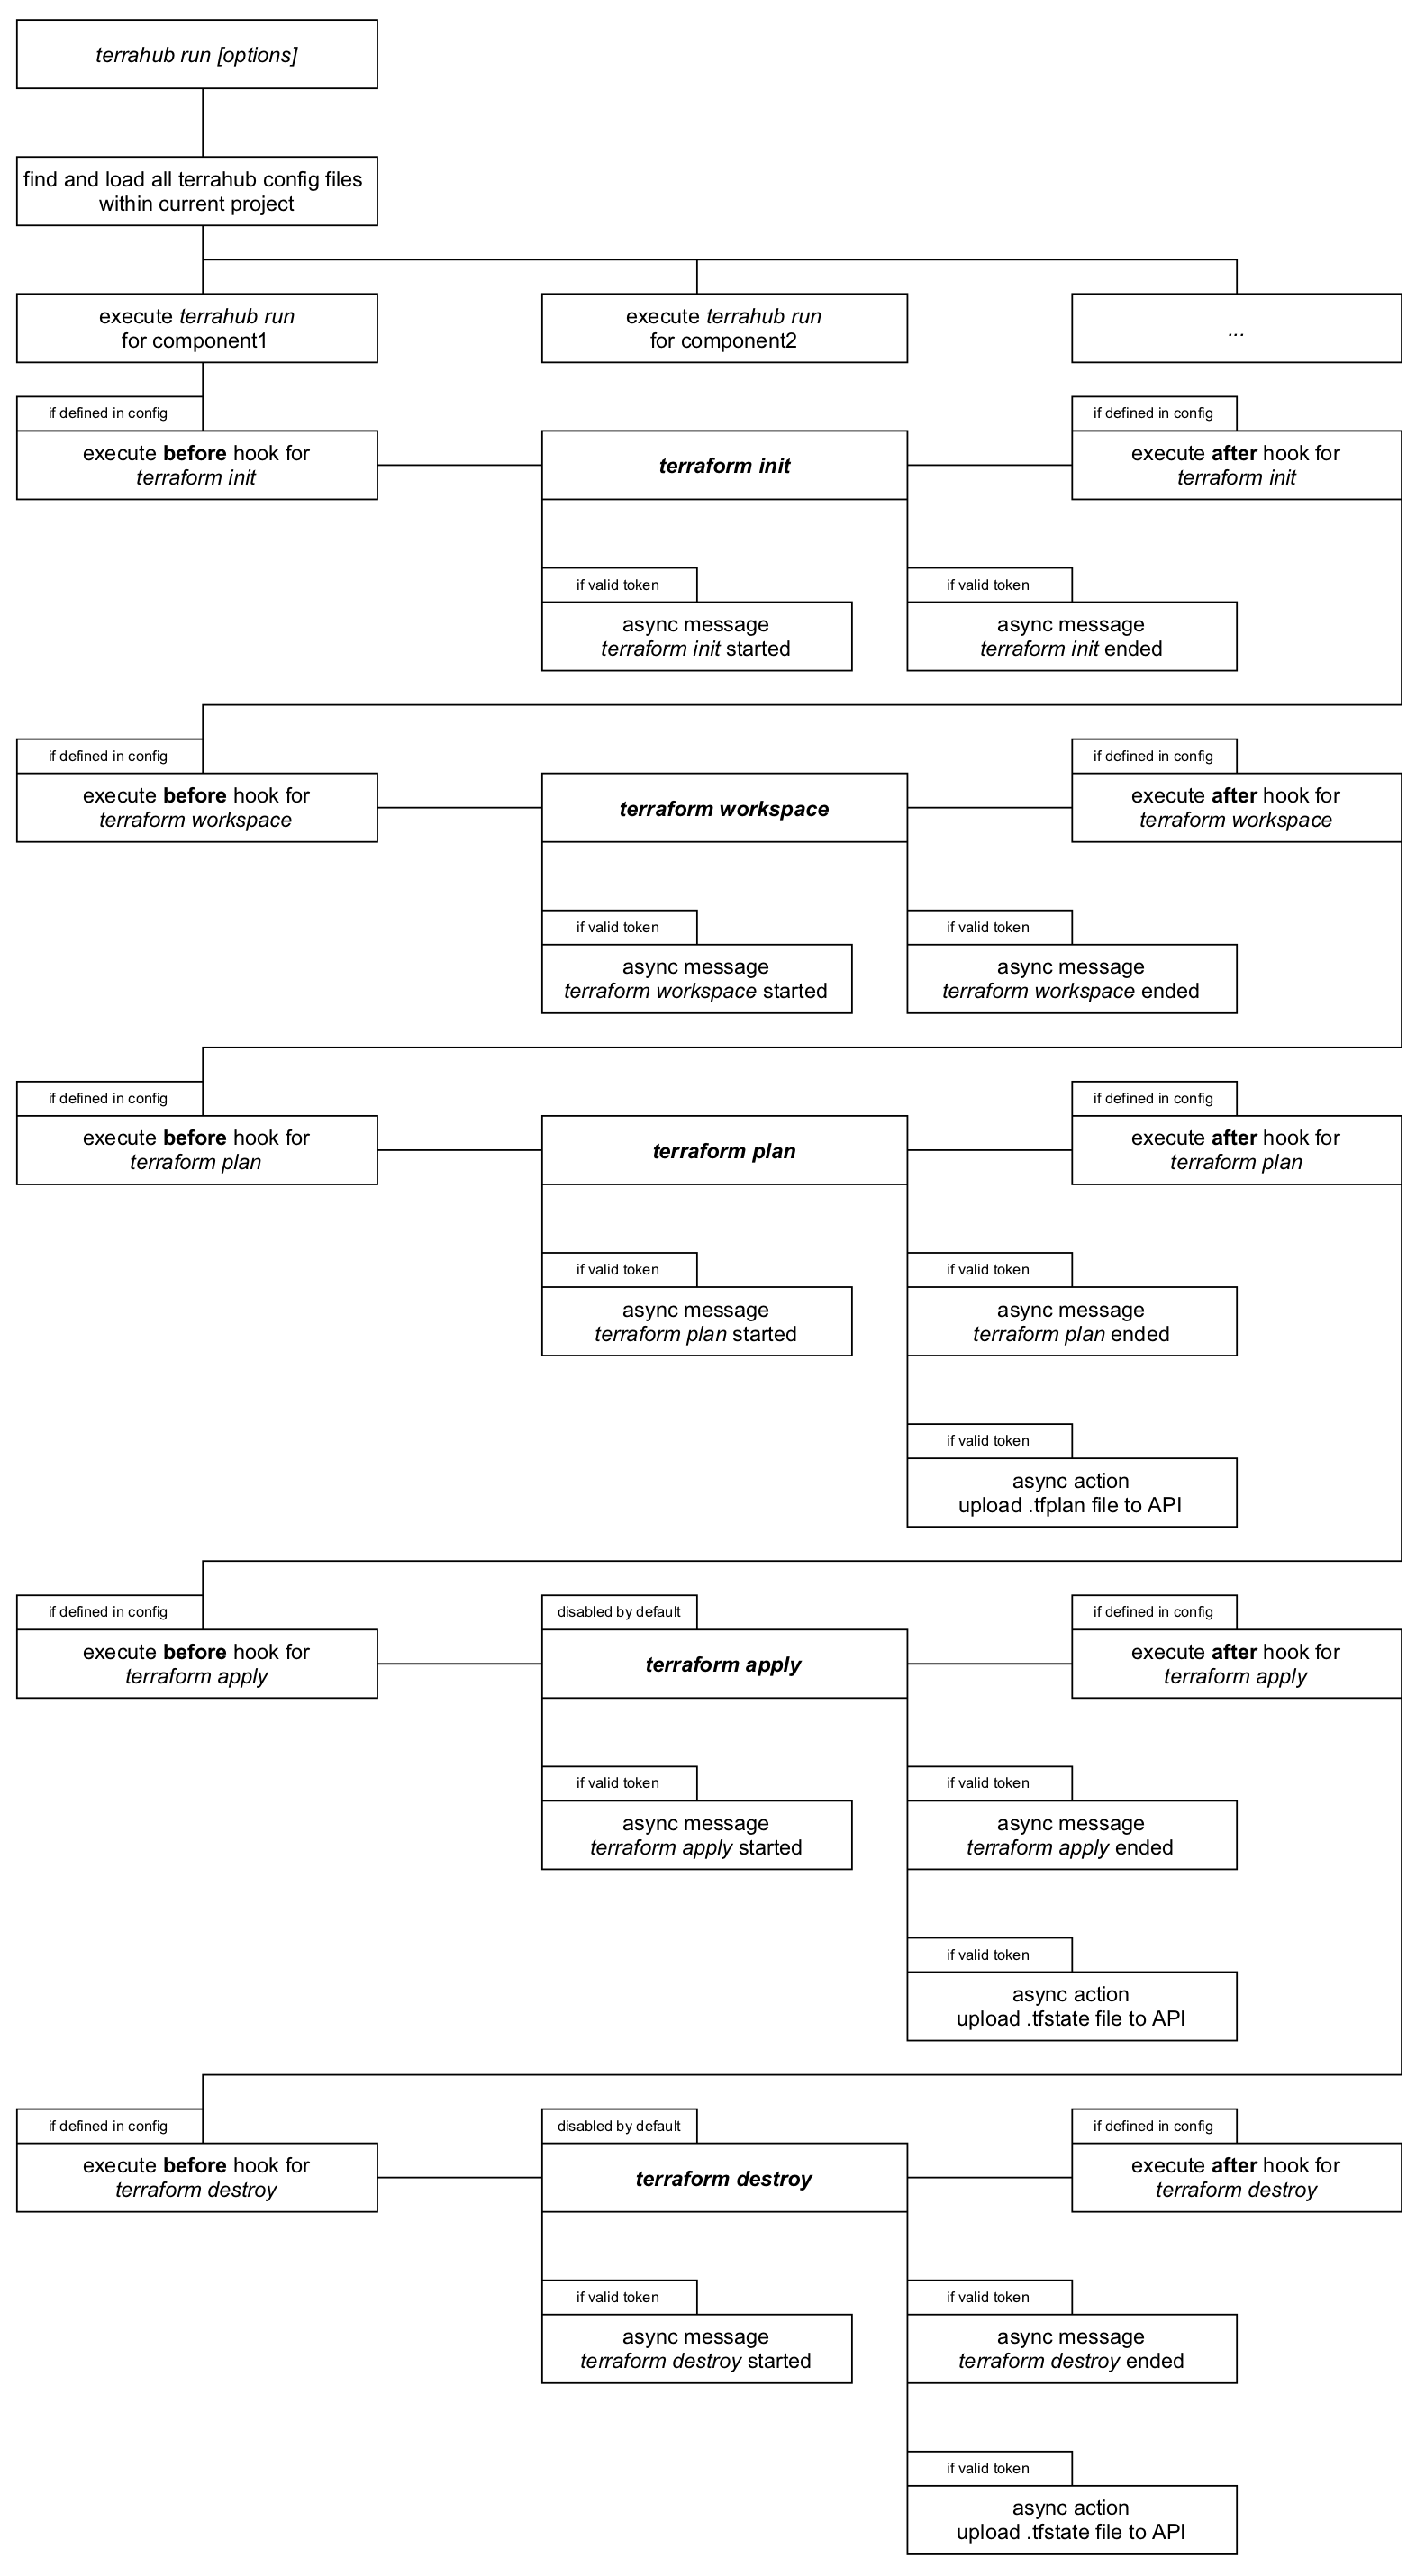 terrahub run [options]
find and load all terrahub config files
within current project
execute terrahub run
for component1
execute terrahub run
for component2
...
if defined in config
execute before hook for
terraform init
terraform init
if defined in config
execute after hook for
terraform init
if valid token
async message
terraform init started
if valid token
async message
terraform init ended
if defined in config
execute before hook for
terraform workspace
terraform workspace
if defined in config
execute after hook for
terraform workspace
if valid token
async message
terraform workspace started
if valid token
async message
terraform workspace ended
if defined in config
execute before hook for
terraform plan
terraform plan
if defined in config
execute after hook for
terraform plan
if valid token
async message
terraform plan started
if valid token
async message
terraform plan ended
if valid token
async action
upload .tfplan file to API
if defined in config
execute before hook for
terraform apply
disabled by default
terraform apply
if defined in config
execute after hook for
terraform apply
if valid token
async message
terraform apply started
if valid token
async message
terraform apply ended
if valid token
async action
upload .tfstate file to API
if defined in config
execute before hook for
terraform destroy
disabled by default
terraform destroy
if defined in config
execute after hook for
terraform destroy
if valid token
async message
terraform destroy started
if valid token
async message
terraform destroy ended
if valid token
async action
upload .tfstate file to API